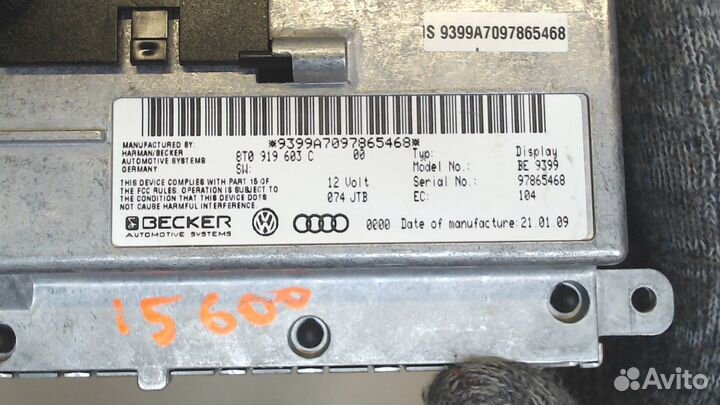 IS 9399A7097865468
*9399A7097865468*
MANUFACTURED BY:
HARMAN/BECKER
AUTOMOTIVE SYSTEMS
GERMANY
8T0 919 603 C 00
SW:
Typ: Display
Model No.: BE 9399
Serial No.: 97865468
EC: 104
THIS DEVICE COMPLIES WITH PART 15 OF
THE FCC RULES. OPERATION IS SUBJECT TO
THE CONDITION THAT THIS DEVICE DOES
NOT CAUSE HARMFUL INTERFERENCE.
12 Volt
074 JTB
BECKER
AUTOMOTIVE SYSTEMS
0000 Date of manufacture: 21.01.09
15600
Avito